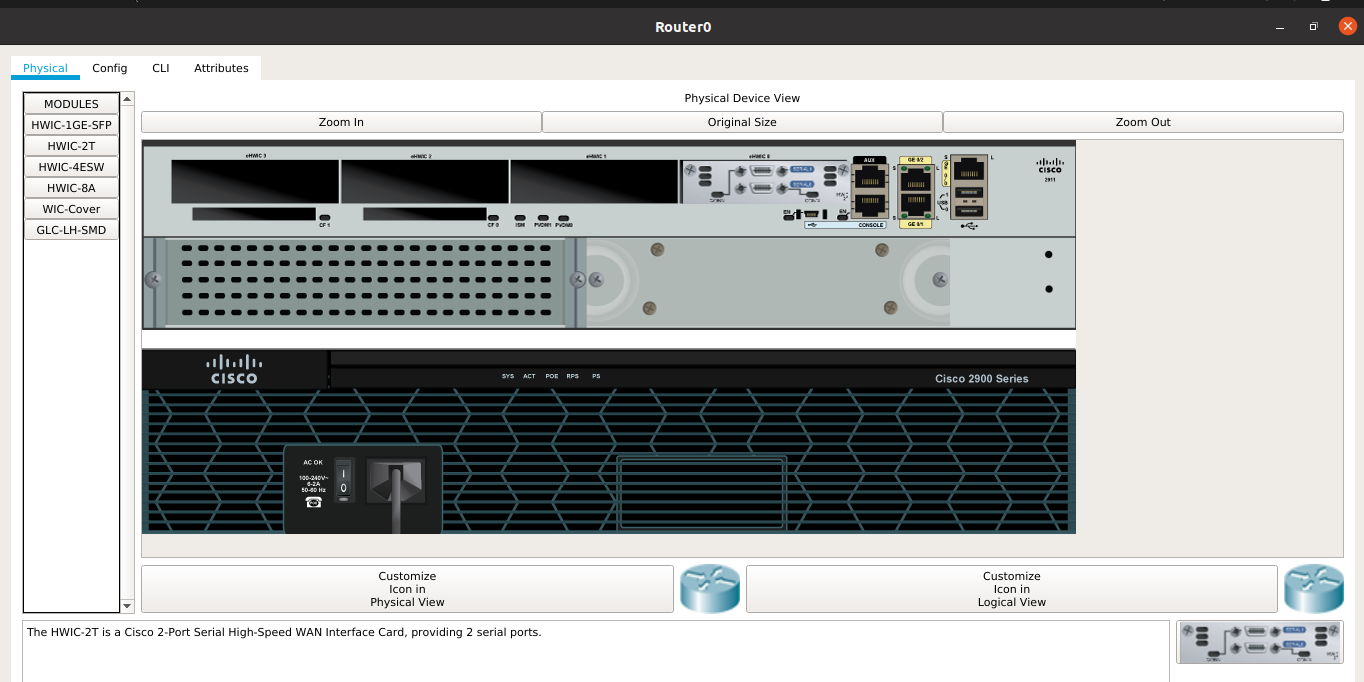 Router0
Physical Config CLI Attributes
MODULES
HWIC-1GE-SFP
HWIC-2T
HWIC-4ESW
HWIC-8A
WIC-Cover
GLC-LH-SMD
Physical Device View
Zoom In Original Size Zoom Out
eHWIC 3 eHWIC 2 eHWIC 1 eHWIC 0 AUX GE 0/2
SERIAL1
SERIAL0
CISCO
2911
CF 1 CF 0 ISM PVDM1 PVDM0 EN EN
CONSOLE GE 0/1
USB
CISCO
SYS ACT POE RPS PS
Cisco 2900 Series
AC OK
100-240V~
6-2A
50-60 Hz
I
O
Customize
Icon in
Physical View
Customize
Icon in
Logical View
The HWIC-2T is a Cisco 2-Port Serial High-Speed WAN Interface Card, providing 2 serial ports.